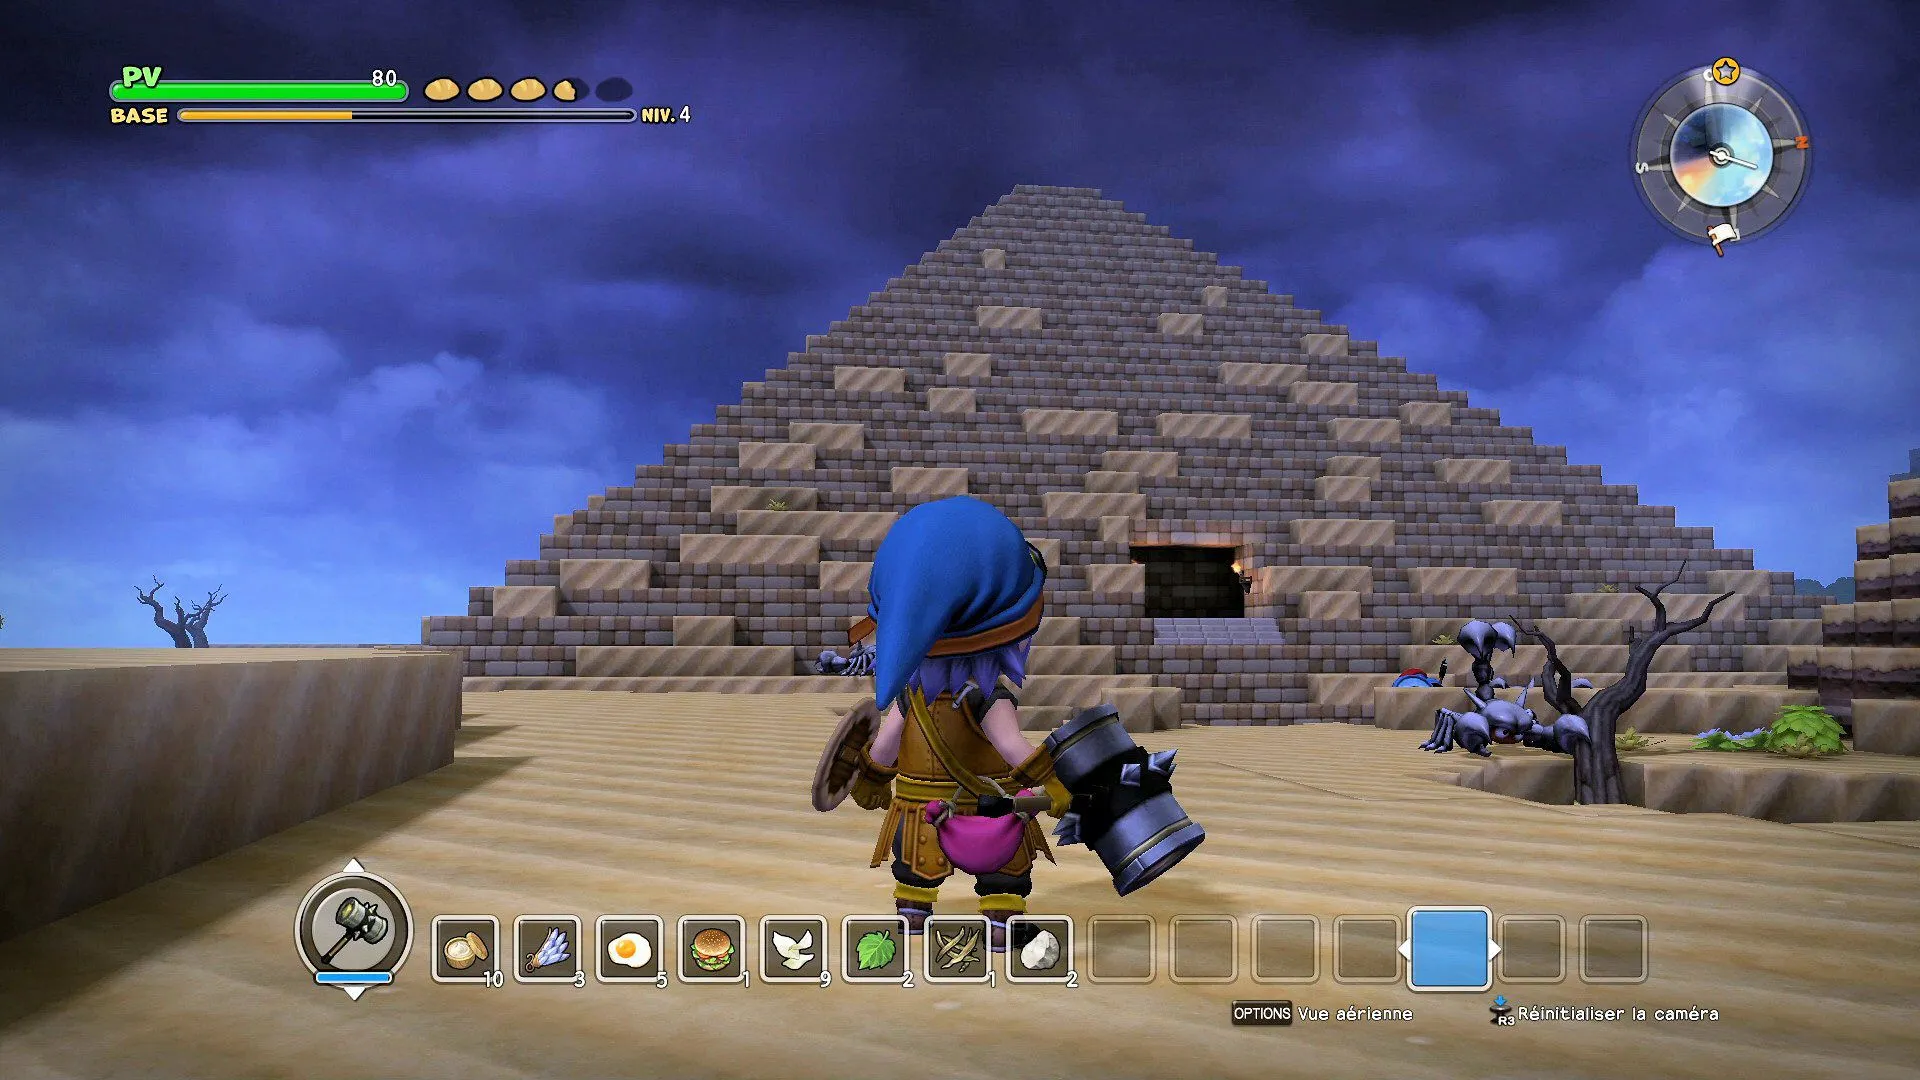 PV 80
BASE NIV. 4
O
N
S
10 3 5 1 9 2 1 2
OPTIONS Vue aérienne R3 Réinitialiser la caméra